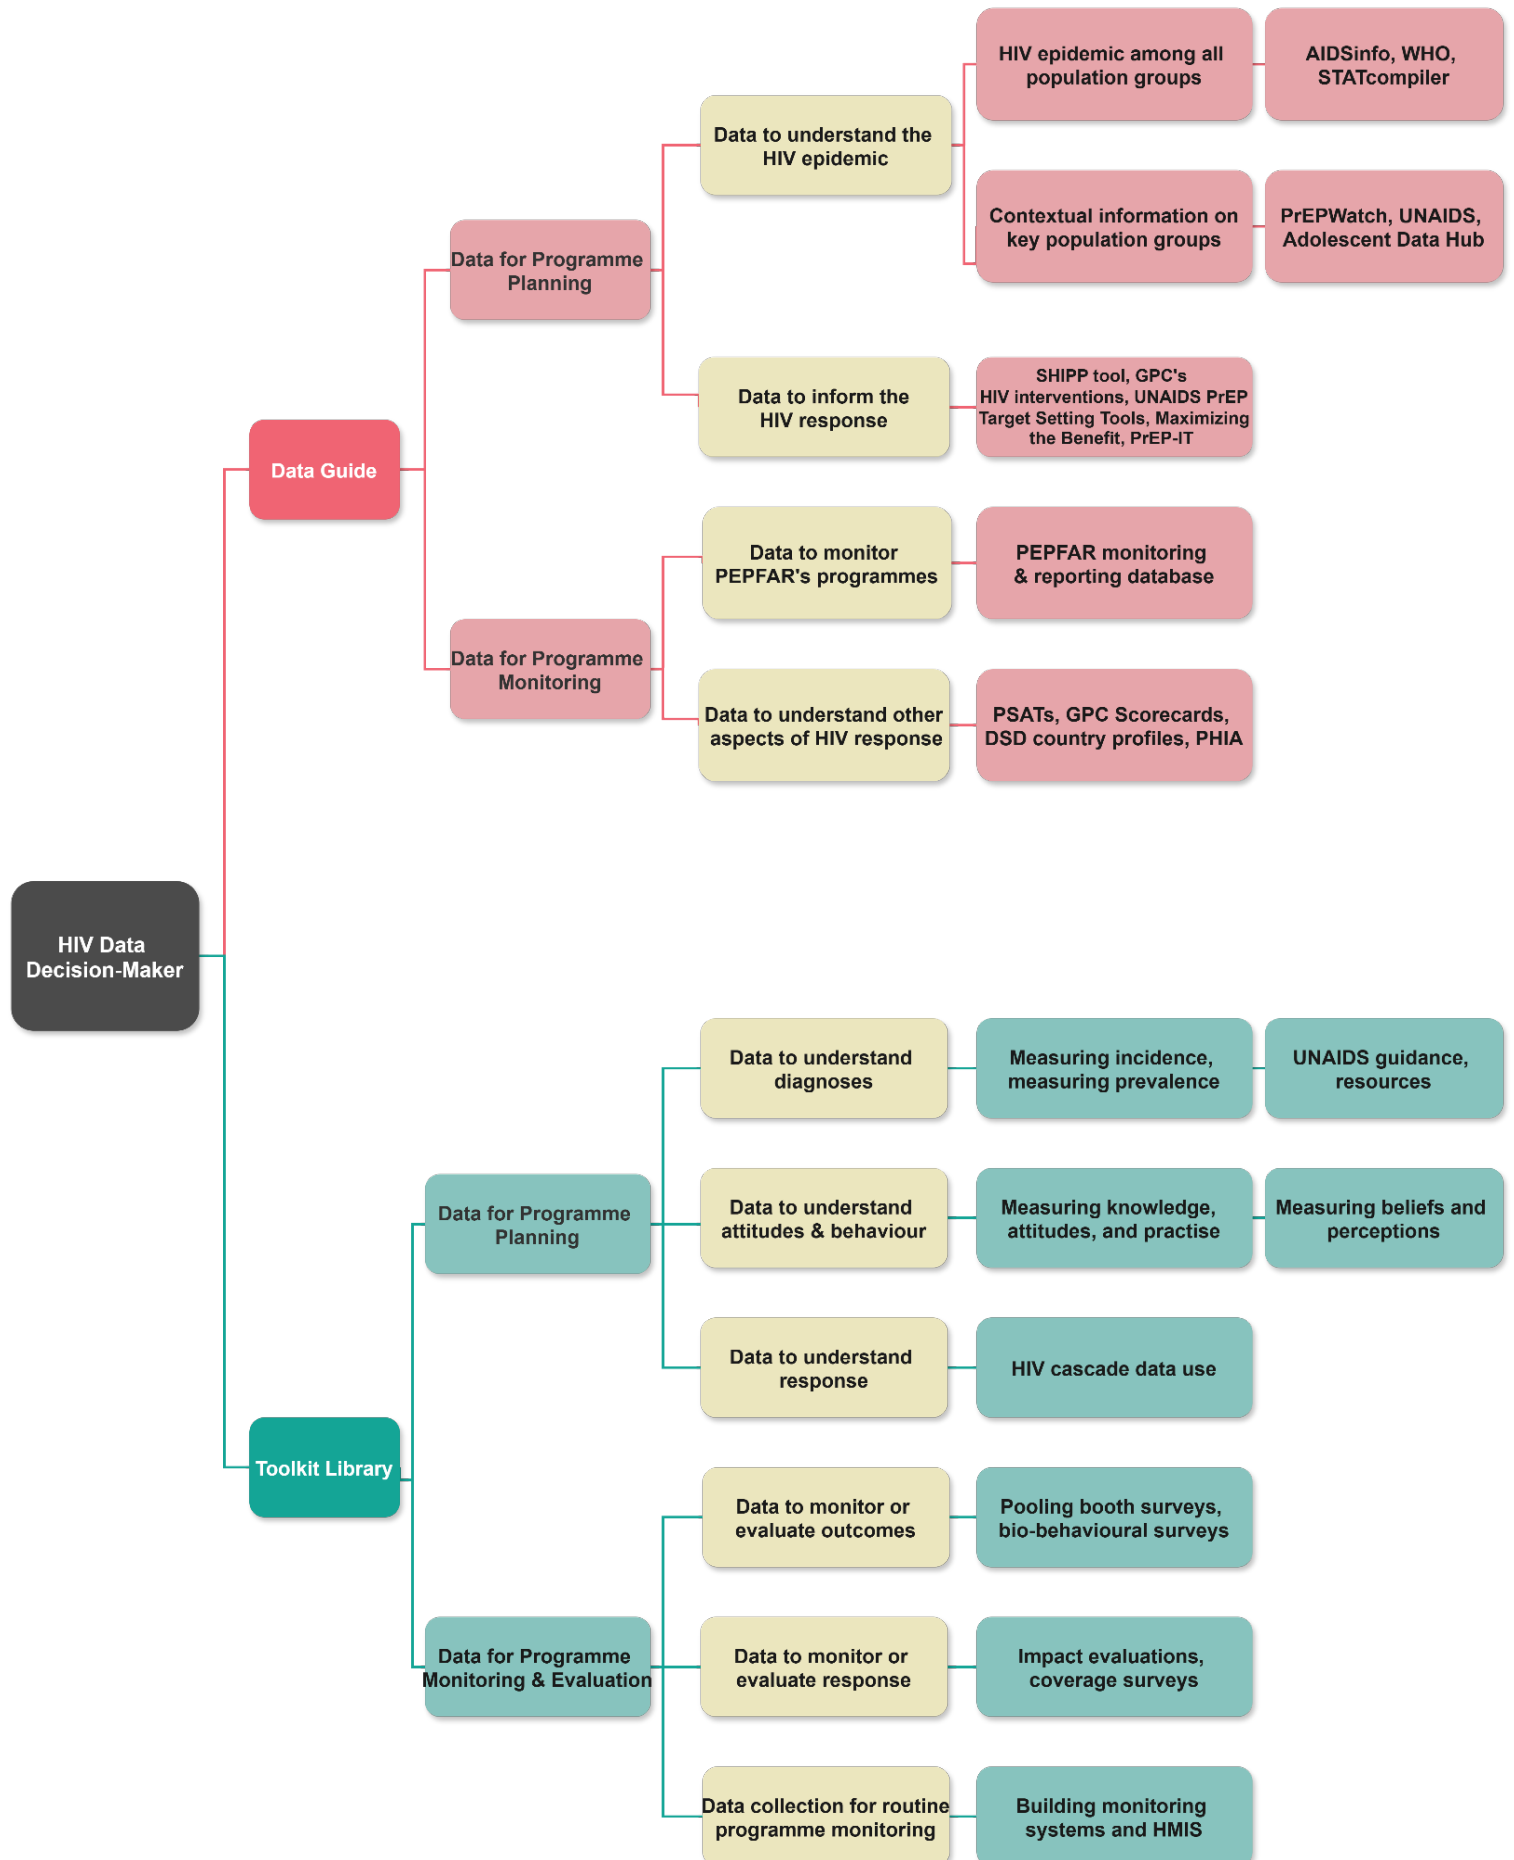 HIV epidemic among all
population groups
AIDSinfo, WHO,
STATcompiler
Data to understand the
HIV epidemic
Contextual information on
key population groups
PrEPWatch, UNAIDS,
Adolescent Data Hub
Data for Programme
Planning
Data to inform the
HIV response
SHIPP tool, GPC's
HIV interventions, UNAIDS PrEP
Target Setting Tools, Maximizing
the Benefit, PrEP-IT
Data Guide
Data to monitor
PEPFAR's programmes
PEPFAR monitoring
& reporting database
Data for Programme
Monitoring
Data to understand other
aspects of HIV response
PSATs, GPC Scorecards,
DSD country profiles, PHIA
HIV Data
Decision-Maker
Data to understand
diagnoses
Measuring incidence,
measuring prevalence
UNAIDS guidance,
resources
Data for Programme
Planning
Data to understand
attitudes & behaviour
Measuring knowledge,
attitudes, and practise
Measuring beliefs and
perceptions
Data to understand
response
HIV cascade data use
Toolkit Library
Data to monitor or
evaluate outcomes
Pooling booth surveys,
bio-behavioural surveys
Data for Programme
Monitoring & Evaluation
Data to monitor or
evaluate response
Impact evaluations,
coverage surveys
Data collection for routine
programme monitoring
Building monitoring
systems and HMIS